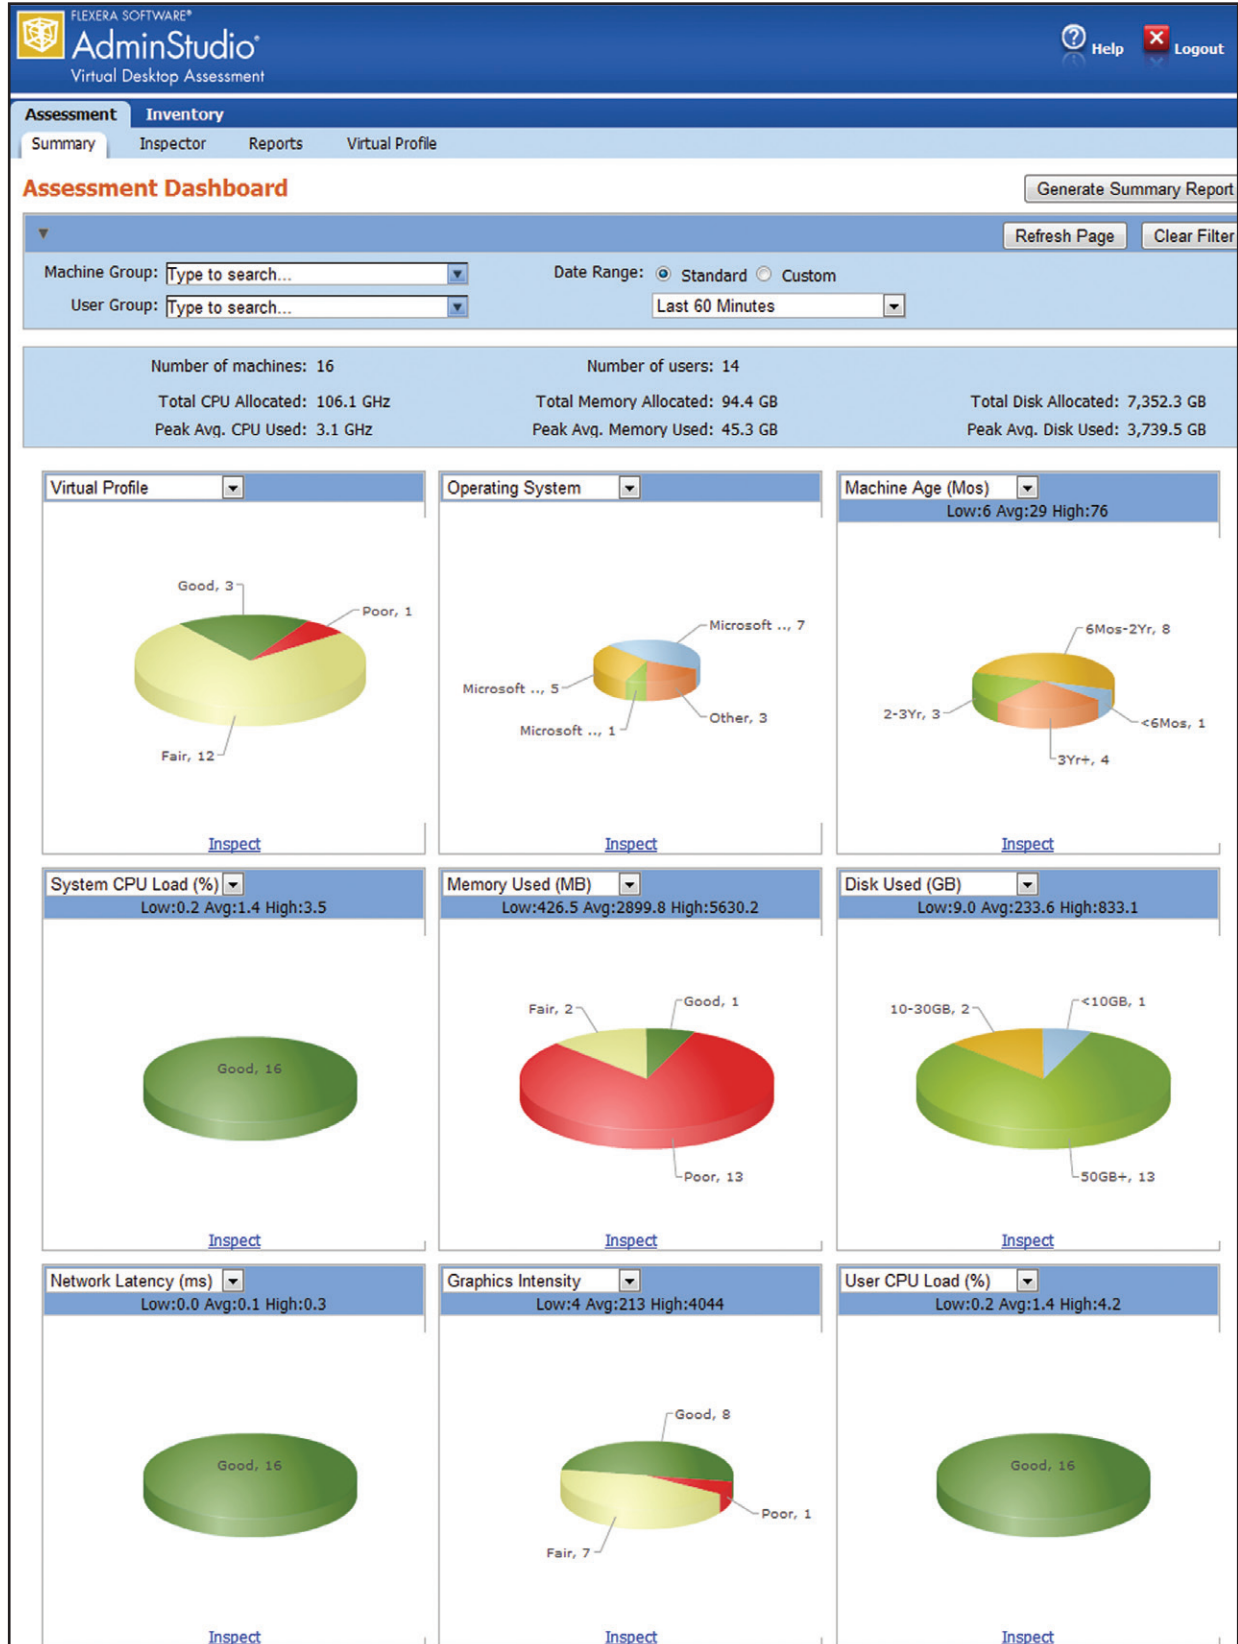 FLEXERA SOFTWARE®
AdminStudio®
Virtual Desktop Assessment
Help
Logout
Assessment
Inventory
Summary
Inspector
Reports
Virtual Profile
Assessment Dashboard
Generate Summary Report
Refresh Page
Clear Filter
Machine Group: Type to search...
Date Range: Standard Custom
User Group: Type to search...
Last 60 Minutes
Number of machines: 16
Number of users: 14
Total CPU Allocated: 106.1 GHz
Total Memory Allocated: 94.4 GB
Total Disk Allocated: 7,352.3 GB
Peak Avg. CPU Used: 3.1 GHz
Peak Avg. Memory Used: 45.3 GB
Peak Avg. Disk Used: 3,739.5 GB
Virtual Profile
Good, 3
Poor, 1
Fair, 12
Inspect
Operating System
Microsoft .., 7
Microsoft .., 5
Other, 3
Microsoft .., 1
Inspect
Machine Age (Mos)
Low:6 Avg:29 High:76
6Mos-2Yr, 8
2-3Yr, 3
<6Mos, 1
3Yr+, 4
Inspect
System CPU Load (%)
Low:0.2 Avg:1.4 High:3.5
Good, 16
Inspect
Memory Used (MB)
Low:426.5 Avg:2899.8 High:5630.2
Good, 1
Fair, 2
Poor, 13
Inspect
Disk Used (GB)
Low:9.0 Avg:233.6 High:833.1
<10GB, 1
10-30GB, 2
50GB+, 13
Inspect
Network Latency (ms)
Low:0.0 Avg:0.1 High:0.3
Good, 16
Inspect
Graphics Intensity
Low:4 Avg:213 High:4044
Good, 8
Poor, 1
Fair, 7
Inspect
User CPU Load (%)
Low:0.2 Avg:1.4 High:4.2
Good, 16
Inspect